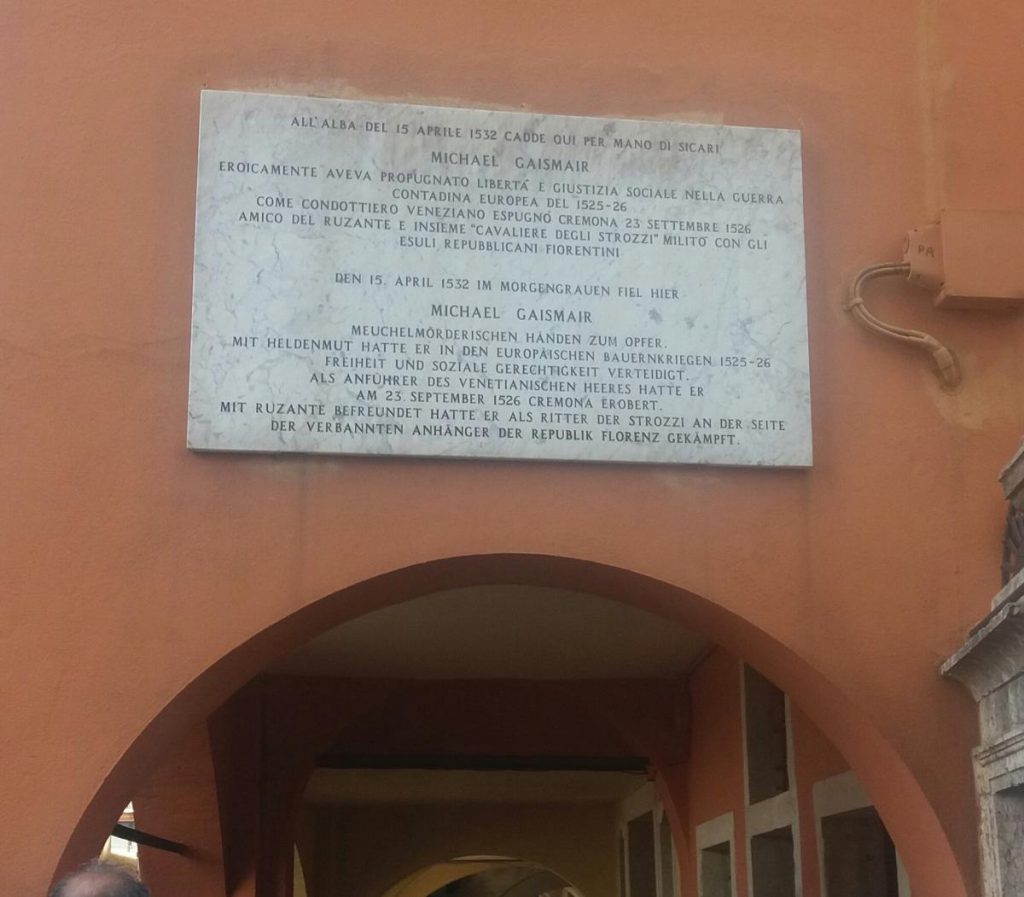 ALL'ALBA DEL 15 APRILE 1532 CADDE QUI PER MANO DI SICARI
MICHAEL GAISMAIR
EROICAMENTE AVEVA PROPUGNATO LIBERTÀ E GIUSTIZIA SOCIALE NELLA GUERRA
CONTADINA EUROPEA DEL 1525-26
COME CONDOTTIERO VENEZIANO ESPUGNÒ CREMONA 23 SETTEMBRE 1526
AMICO DEL RUZANTE E INSIEME "CAVALIERE DEGLI STROZZI" MILITÒ CON GLI
ESULI REPUBBLICANI FIORENTINI
DEN 15. APRIL 1532 IM MORGENGRAUEN FIEL HIER
MICHAEL GAISMAIR
MEUCHELMÖRDERISCHEN HÄNDEN ZUM OPFER.
MIT HELDENMUT HATTE ER IN DEN EUROPÄISCHEN BAUERNKRIEGEN 1525-26
FREIHEIT UND SOZIALE GERECHTIGKEIT VERTEIDIGT.
ALS ANFÜHRER DES VENETIANISCHEN HEERES HATTE ER
AM 23. SEPTEMBER 1526 CREMONA EROBERT.
MIT RUZANTE BEFREUNDET HATTE ER ALS RITTER DER STROZZI AN DER SEITE
DER VERBANNTEN ANHÄNGER DER REPUBLIK FLORENZ GEKÄMPFT.
PA